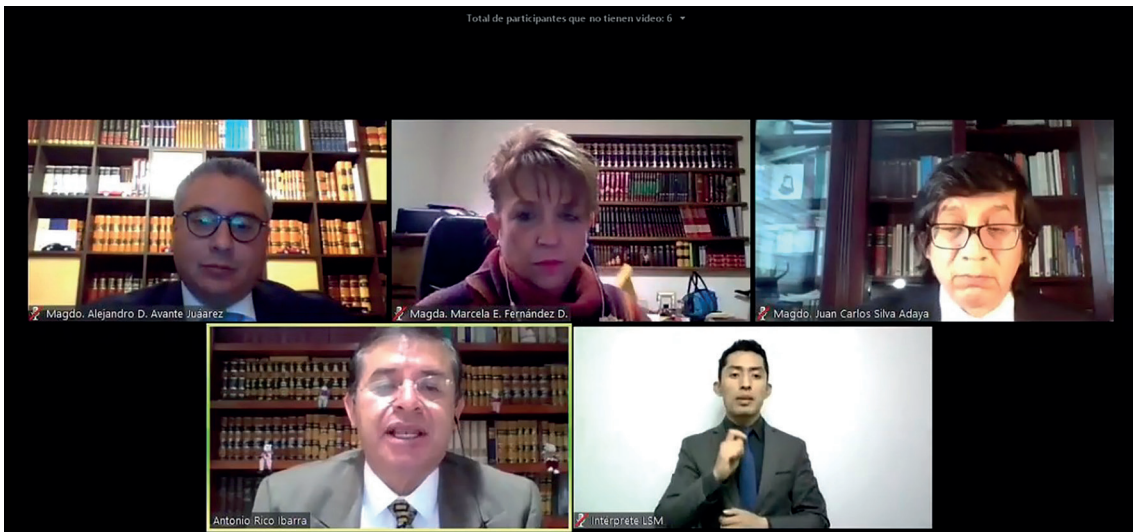 Total de participantes que no tienen video: 6
Magdo. Alejandro D. Avante Juáarez
Magda. Marcela E. Fernández D.
Magdo. Juan Carlos Silva Adaya
Antonio Rico Ibarra
Intérprete LSM